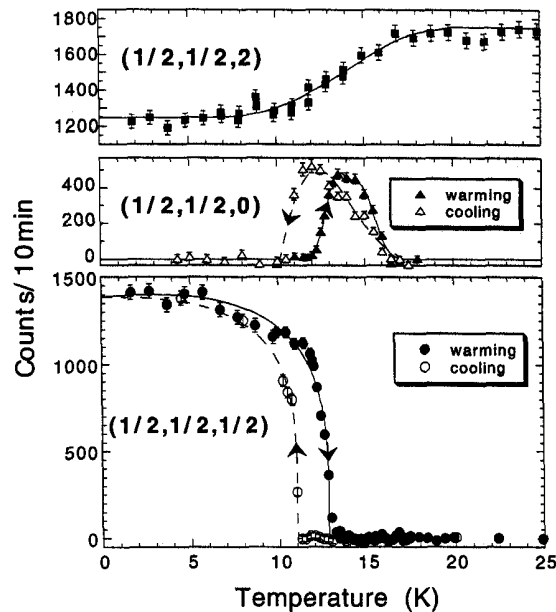 1800
1600
1400
1200
(1/2,1/2,2)
400
200
0
(1/2,1/2,0)
warming
cooling
Counts/10min
1500
1000
500
0
warming
cooling
(1/2,1/2,1/2)
0 5 10 15 20 25
Temperature (K)